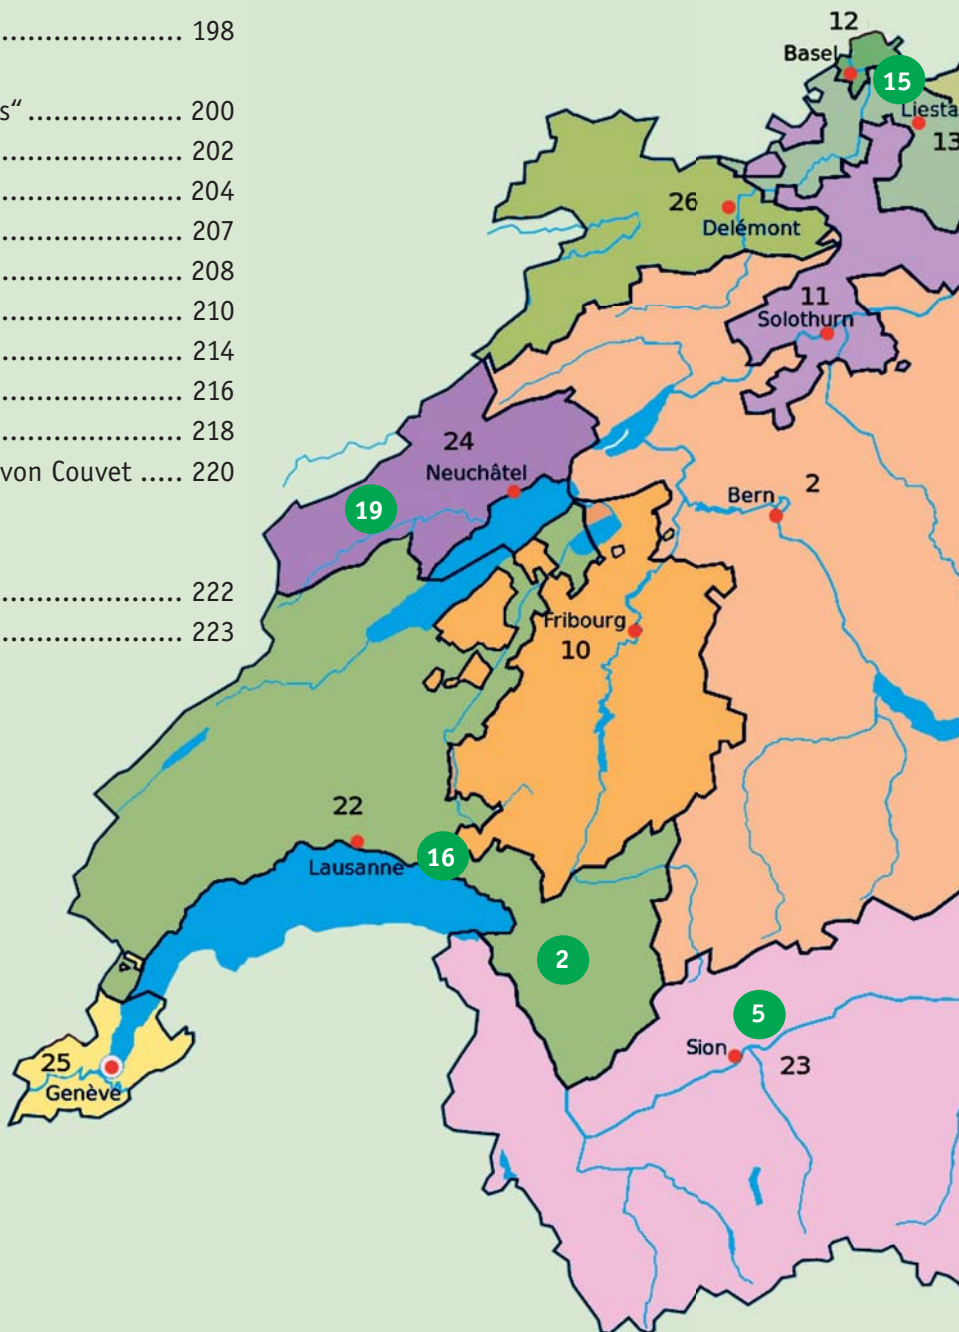 .................... 198
s“ .................. 200
.................... 202
.................... 204
.................... 207
.................... 208
.................... 210
.................... 214
.................... 216
.................... 218
von Couvet ..... 220
.................... 222
.................... 223
12
Basel
15
Liesta
13
26
Delémont
11
Solothurn
24
Neuchâtel
19
2
Bern
Fribourg
10
22
Lausanne
16
2
5
Sion
23
25
Genève